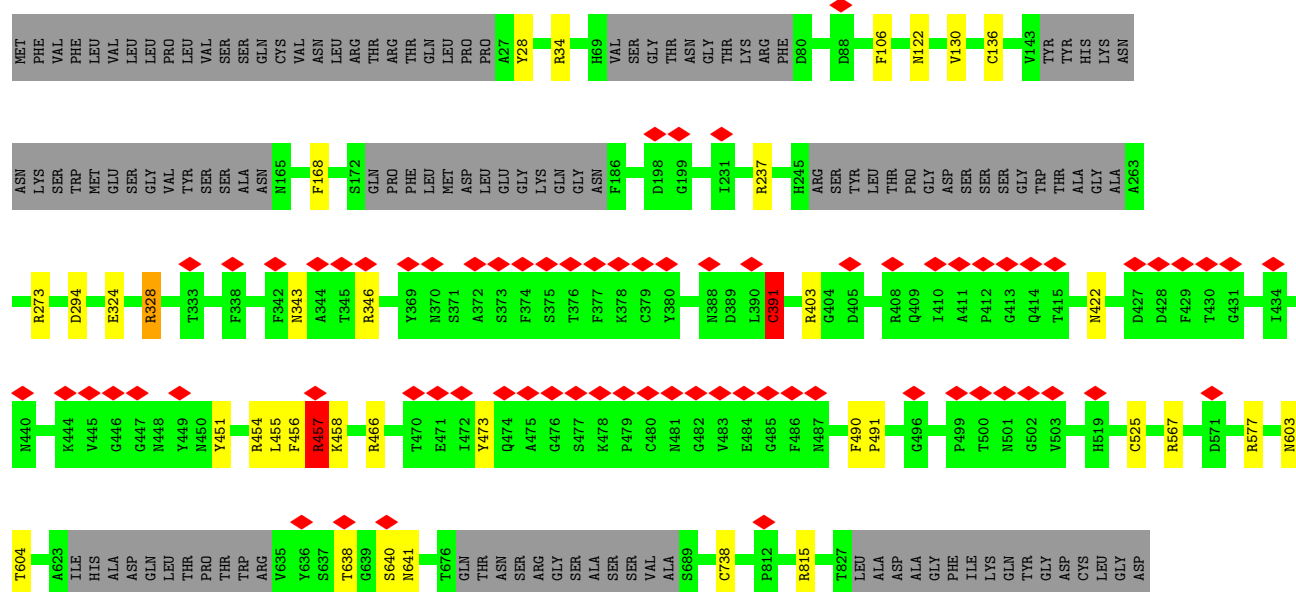 MET PHE VAL PHE LEU VAL LEU LEU PRO LEU VAL SER SER GLN CYS VAL ASN LEU ARG THR ARG THR GLN LEU PRO PRO A27 Y28 R34 H69 VAL SER GLY THR ASN GLY THR LYS ARG PHE D80 D88 F106 N122 V130 C136 V143 TYR TYR HIS LYS ASN
ASN LYS SER TRP MET GLU SER GLY VAL TYR SER SER ALA ASN N165 F168 S172 GLN PRO PHE LEU MET ASP LEU GLU GLY LYS GLN GLY ASN F186 D198 G199 I231 R237 H245 ARG SER TYR LEU THR PRO GLY ASP SER SER SER GLY TRP THR ALA GLY ALA A263
R273 D294 E324 R328 T333 F338 F342 N343 A344 T345 R346 Y369 N370 S371 A372 S373 F374 S375 T376 F377 K378 C379 Y380 N388 D389 L390 C391 R403 G404 D405 R408 Q409 I410 A411 P412 G413 Q414 T415 N422 D427 D428 F429 T430 G431 I434
N440 K444 V445 G446 G447 N448 Y449 N450 Y451 R454 L455 F456 R457 K458 R466 T470 E471 I472 Y473 Q474 A475 G476 S477 K478 P479 C480 N481 G482 V483 E484 G485 F486 N487 F490 P491 G496 P499 T500 N501 G502 V503 H519 C525 R567 D571 R577 N603
T604 A623 ILE HIS ALA ASP GLN LEU THR PRO THR TRP ARG V635 Y636 S637 T638 G639 S640 N641 T676 GLN THR ASN SER ARG GLY SER ALA SER SER VAL ALA S689 C738 P812 R815 T827 LEU ALA ASP ALA GLY PHE ILE LYS GLN TYR GLY ASP CYS LEU GLY ASP